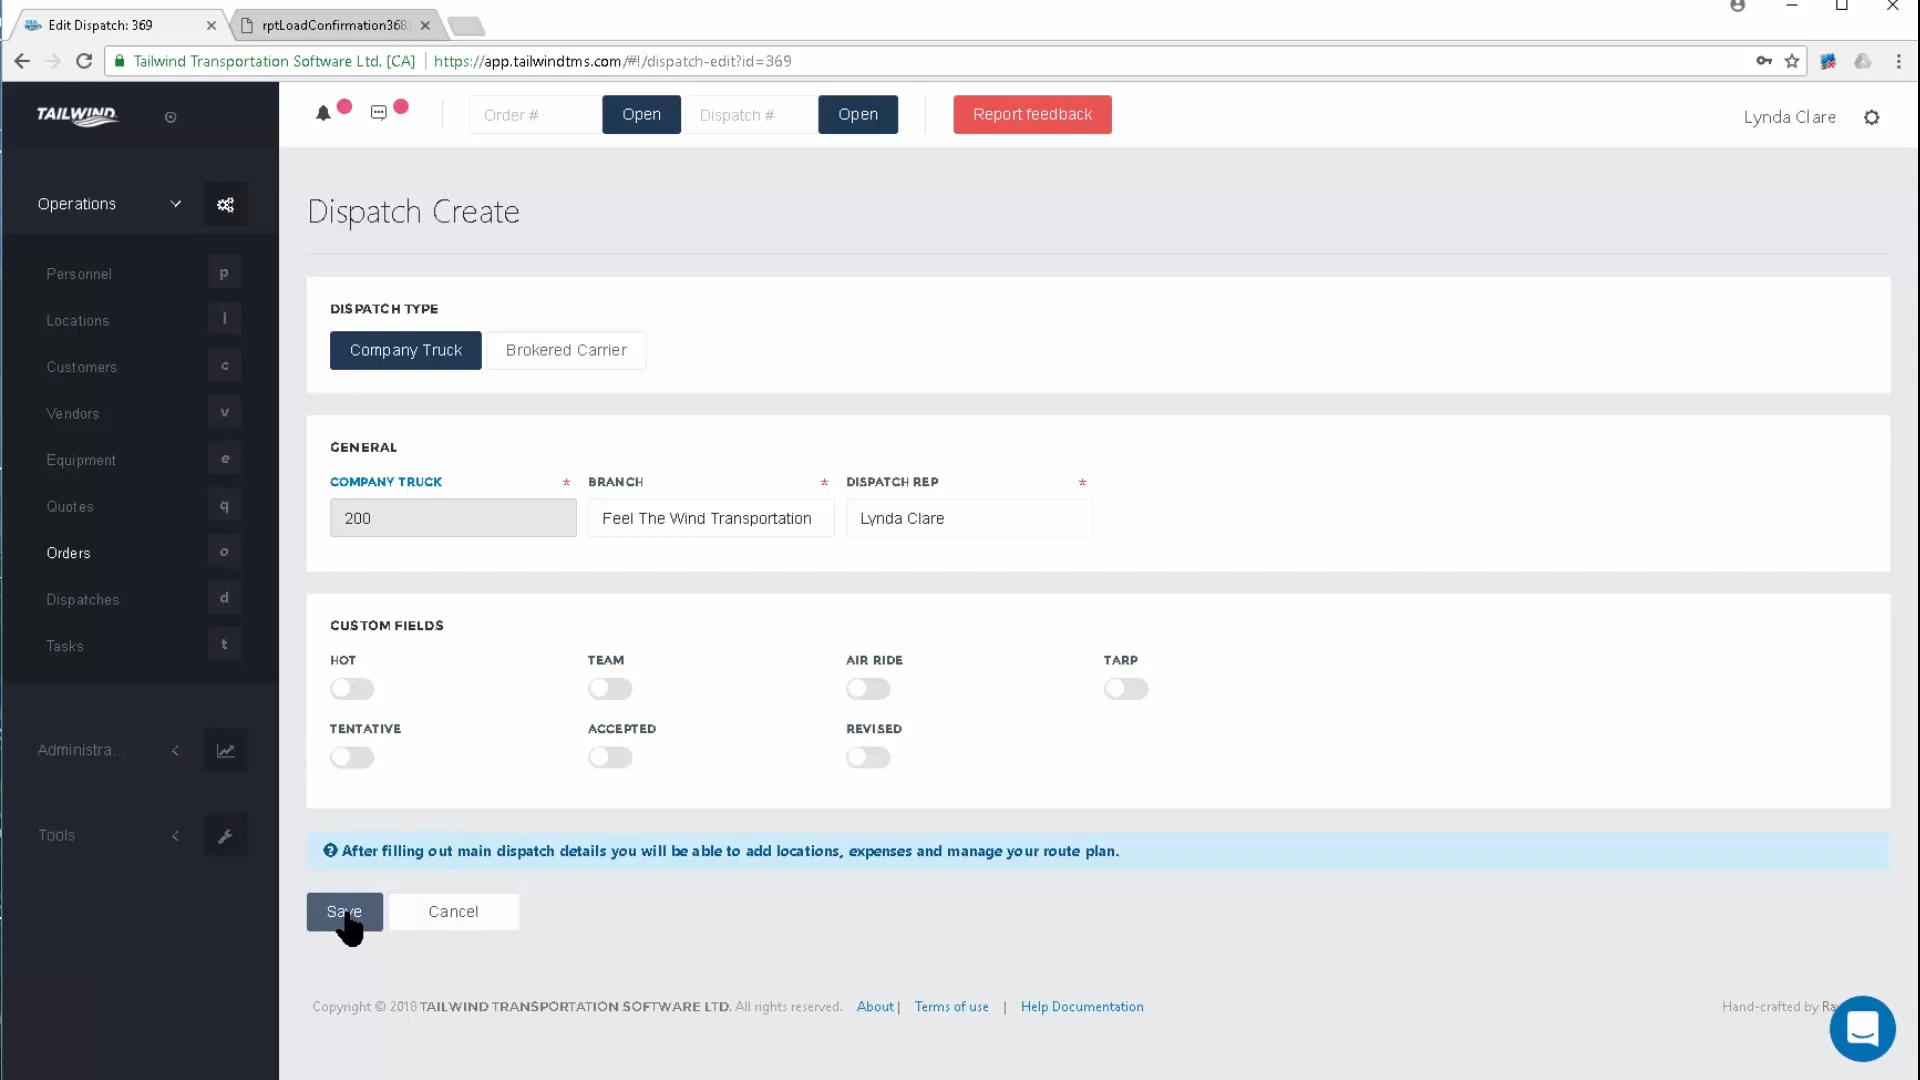 Edit Dispatch: 369
rptLoadConfirmation368
Tailwind Transportation Software Ltd. [CA] https://app.tailwindtms.com/#!/dispatch-edit?id=369
TAILWIND
Order # Open Dispatch # Open Report feedback Lynda Clare
Operations
Personnel p
Locations l
Customers c
Vendors v
Equipment e
Quotes q
Orders o
Dispatches d
Tasks t
Administra...
Tools
Dispatch Create
DISPATCH TYPE
Company Truck Brokered Carrier
GENERAL
COMPANY TRUCK * BRANCH * DISPATCH REP *
200 Feel The Wind Transportation Lynda Clare
CUSTOM FIELDS
HOT TEAM AIR RIDE TARP
TENTATIVE ACCEPTED REVISED
After filling out main dispatch details you will be able to add locations, expenses and manage your route plan.
Save Cancel
Copyright © 2018 TAILWIND TRANSPORTATION SOFTWARE LTD. All rights reserved. About | Terms of use | Help Documentation
Hand-crafted by